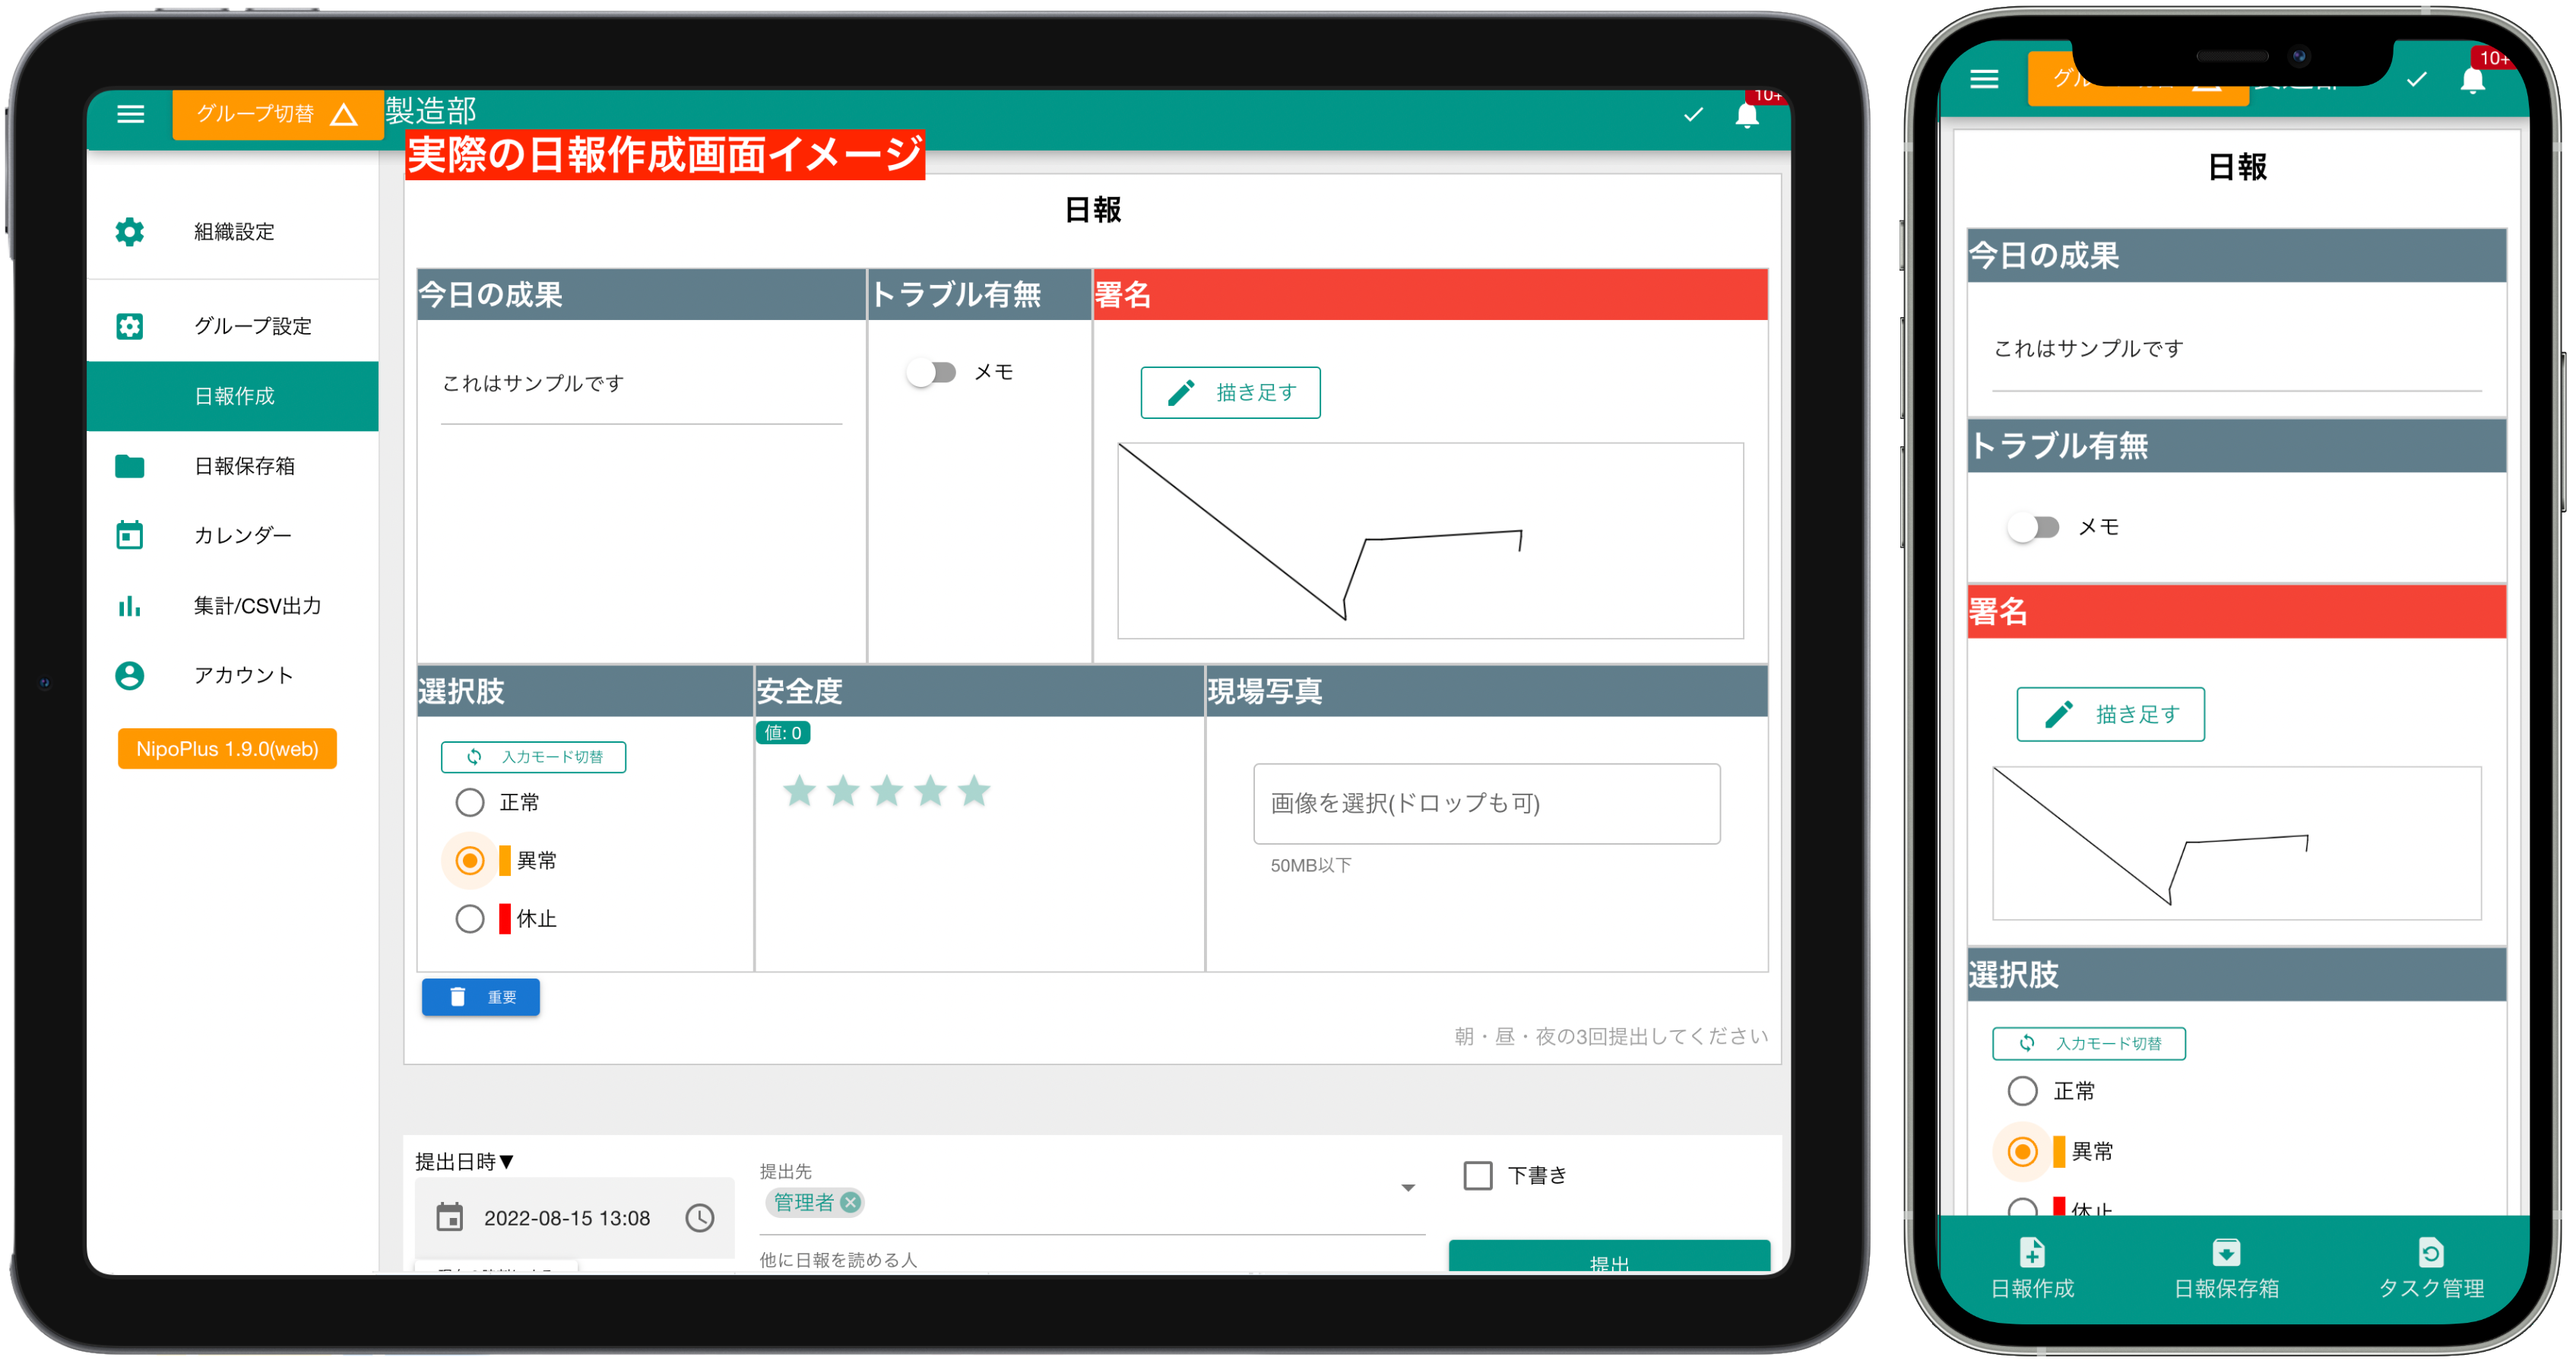 グループ切替
製造部
10+
実際の日報作成画面イメージ
組織設定
グループ設定
日報作成
日報保存箱
カレンダー
集計/CSV出力
アカウント
NipoPlus 1.9.0(web)
日報
今日の成果
トラブル有無
署名
これはサンプルです
メモ
描き足す
選択肢
安全度
現場写真
入力モード切替
正常
異常
休止
値: 0
画像を選択(ドロップも可)
50MB以下
重要
朝・昼・夜の3回提出してください
提出日時▼
2022-08-15 13:08
提出先
管理者
他に日報を読める人
下書き
提出
10+
日報
今日の成果
これはサンプルです
トラブル有無
メモ
署名
描き足す
選択肢
入力モード切替
正常
異常
休止
日報作成
日報保存箱
タスク管理